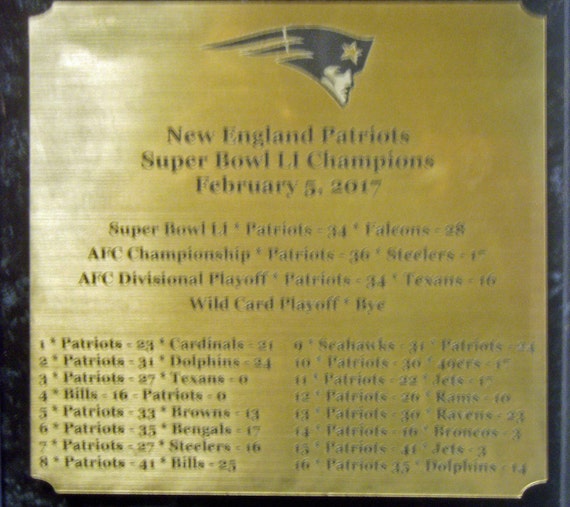 New England Patriots
Super Bowl LI Champions
February 5, 2017
Super Bowl LI * Patriots - 34 * Falcons - 28
AFC Championship * Patriots - 36 * Steelers - 17
AFC Divisional Playoff * Patriots - 34 * Texans - 16
Wild Card Playoff * Bye
1 * Patriots - 23 * Cardinals - 21
2 * Patriots - 31 * Dolphins - 24
3 * Patriots - 27 * Texans - 0
4 * Bills - 16 - Patriots - 0
5 * Patriots - 33 * Browns - 13
6 * Patriots - 35 * Bengals - 17
7 * Patriots - 27 * Steelers - 16
8 * Patriots - 41 * Bills - 25
9 * Seahawks - 31 * Patriots - 24
10 * Patriots - 30 * 49ers - 17
11 * Patriots - 22 * Jets - 17
12 * Patriots - 26 * Rams - 10
13 * Patriots - 30 * Ravens - 23
14 * Patriots - 16 * Broncos - 3
15 * Patriots - 41 * Jets - 3
16 * Patriots 35 * Dolphins - 14